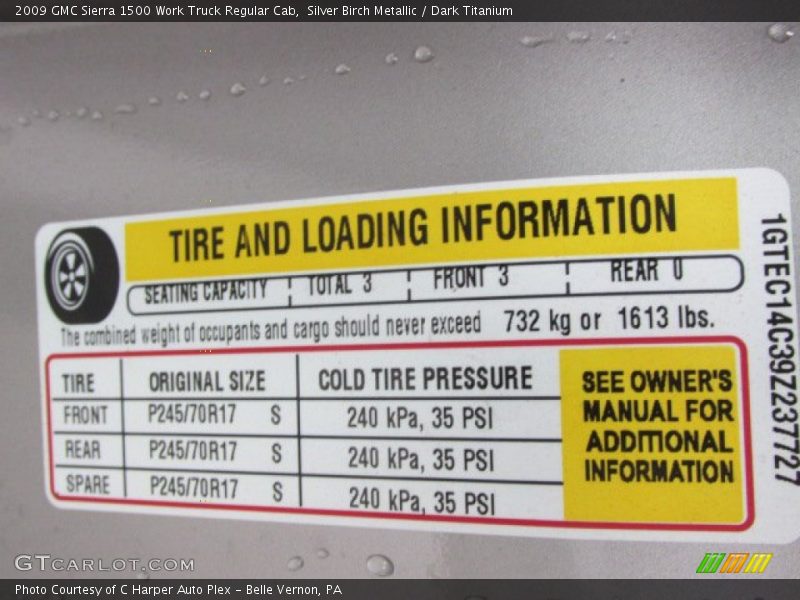 2009 GMC Sierra 1500 Work Truck Regular Cab,  Silver Birch Metallic / Dark Titanium
TIRE AND LOADING INFORMATION
SEATING CAPACITY TOTAL 3 FRONT 3 REAR 0
The combined weight of occupants and cargo should never exceed 732 kg or 1613 lbs.
TIRE ORIGINAL SIZE COLD TIRE PRESSURE
FRONT P245/70R17 S 240 kPa, 35 PSI
REAR P245/70R17 S 240 kPa, 35 PSI
SPARE P245/70R17 S 240 kPa, 35 PSI
SEE OWNER'S
MANUAL FOR
ADDITIONAL
INFORMATION
1GTEC14C39Z237727
GTCARLOT.COM
Photo Courtesy of C Harper Auto Plex – Belle Vernon, PA